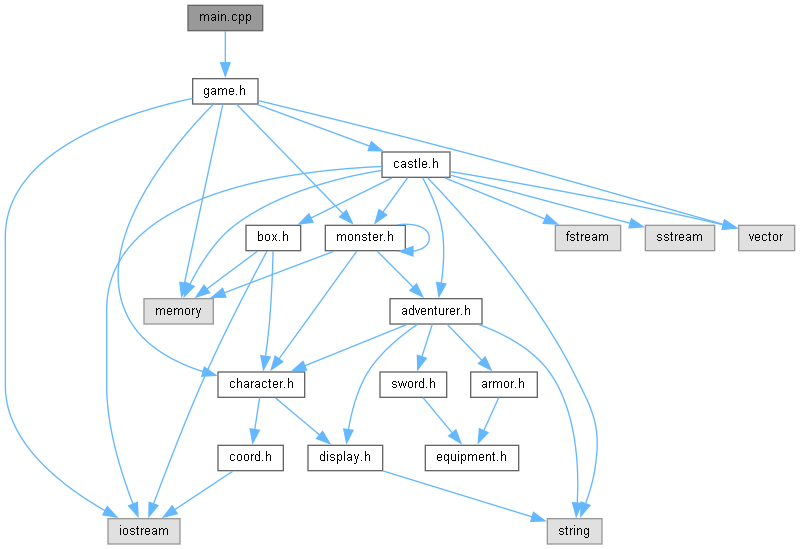 main.cpp
game.h
castle.h
box.h
monster.h
fstream
sstream
vector
memory
adventurer.h
character.h
sword.h
armor.h
coord.h
display.h
equipment.h
iostream
string